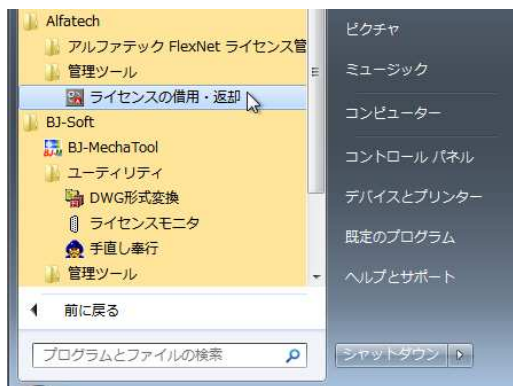 Alfatech
アルファテック FlexNet ライセンス管
管理ツール
ライセンスの借用・返却
BJ-Soft
BJ-MechaTool
ユーティリティ
DWG形式変換
ライセンスモニタ
手直し奉行
管理ツール
前に戻る
プログラムとファイルの検索
ピクチャ
ミュージック
コンピューター
コントロール パネル
デバイスとプリンター
既定のプログラム
ヘルプとサポート
シャットダウン